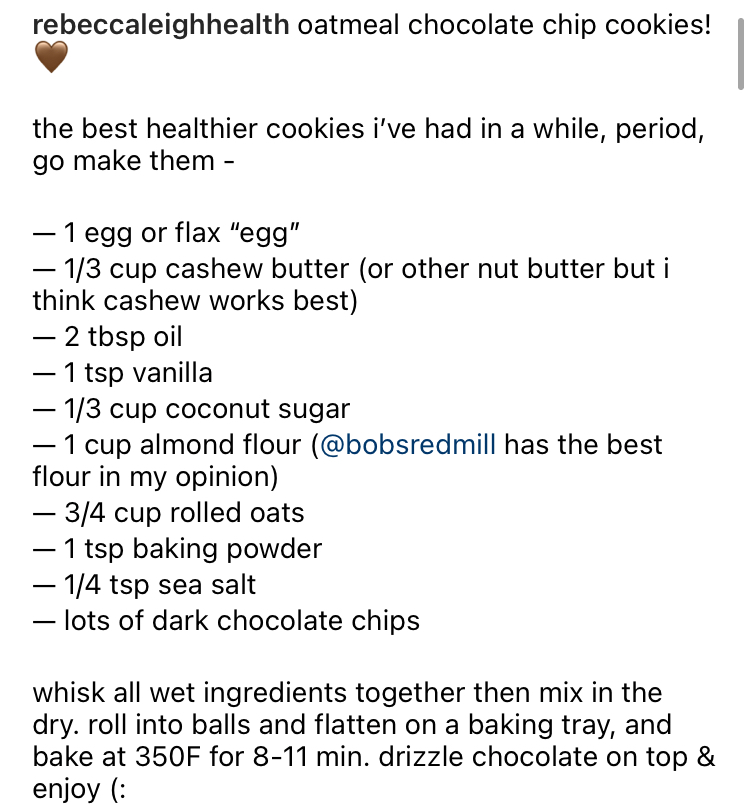 rebeccaleighhealth oatmeal chocolate chip cookies!
🤎
the best healthier cookies i’ve had in a while, period,
go make them -
— 1 egg or flax “egg”
— 1/3 cup cashew butter (or other nut butter but i
think cashew works best)
— 2 tbsp oil
— 1 tsp vanilla
— 1/3 cup coconut sugar
— 1 cup almond flour (@bobsredmill has the best
flour in my opinion)
— 3/4 cup rolled oats
— 1 tsp baking powder
— 1/4 tsp sea salt
— lots of dark chocolate chips
whisk all wet ingredients together then mix in the
dry. roll into balls and flatten on a baking tray, and
bake at 350F for 8-11 min. drizzle chocolate on top &
enjoy (: